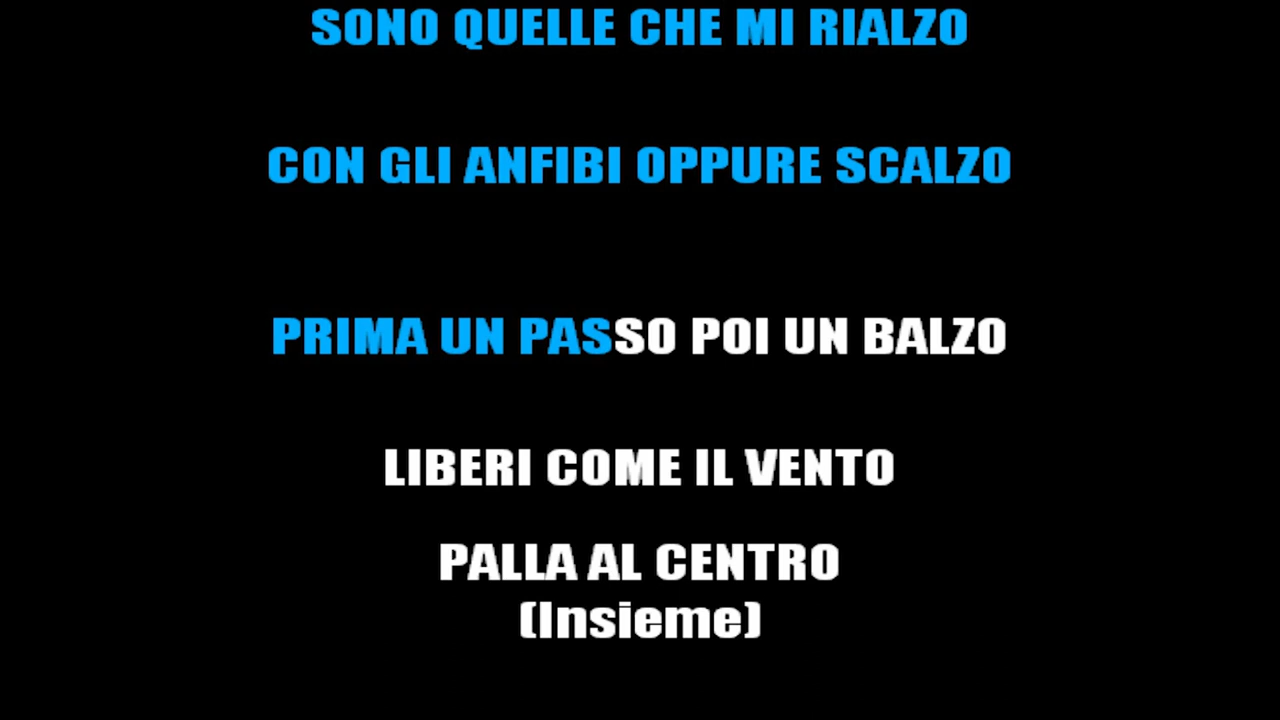 SONO QUELLE CHE MI RIALZO
CON GLI ANFIBI OPPURE SCALZO
PRIMA UN PASSO POI UN BALZO
LIBERI COME IL VENTO
PALLA AL CENTRO
(Insieme)